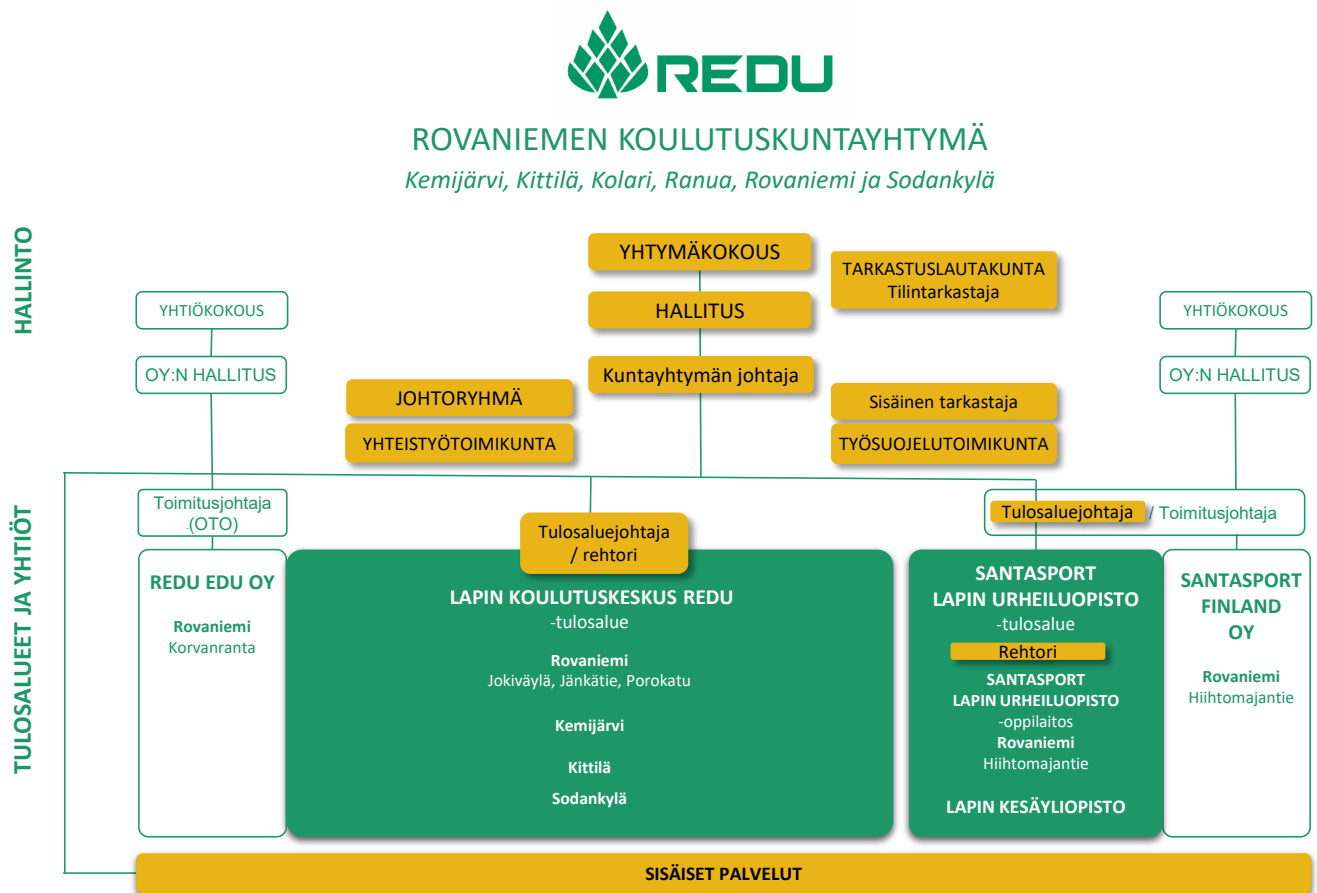 REDU
ROVANIEMEN KOULUTUSKUNTAYHTYMÄ
Kemijärvi, Kittilä, Kolari, Ranua, Rovaniemi ja Sodankylä
HALLINTO
YHTYMÄKOKOUS
TARKASTUSLAUTAKUNTA
Tilintarkastaja
YHTIÖKOKOUS
HALLITUS
YHTIÖKOKOUS
OY:N HALLITUS
Kuntayhtymän johtaja
OY:N HALLITUS
JOHTORYHMÄ
Sisäinen tarkastaja
YHTEISTYÖTOIMIKUNTA
TYÖSUOJELUTOIMIKUNTA
TULOSALUEET JA YHTIÖT
Toimitusjohtaja
.(OTO)
Tulosaluejohtaja
/ rehtori
Tulosaluejohtaja / Toimitusjohtaja
REDU EDU OY
Rovaniemi
Korvanranta
LAPIN KOULUTUSKESKUS REDU
-tulosalue
Rovaniemi
Jokiväylä, Jänkätie, Porokatu
Kemijärvi
Kittilä
Sodankylä
SANTASPORT
LAPIN URHEILUOPISTO
-tulosalue
Rehtori
SANTASPORT
LAPIN URHEILUOPISTO
-oppilaitos
Rovaniemi
Hiihtomajantie
LAPIN KESÄYLIOPISTO
SANTASPORT
FINLAND
OY
Rovaniemi
Hiihtomajantie
SISÄISET PALVELUT